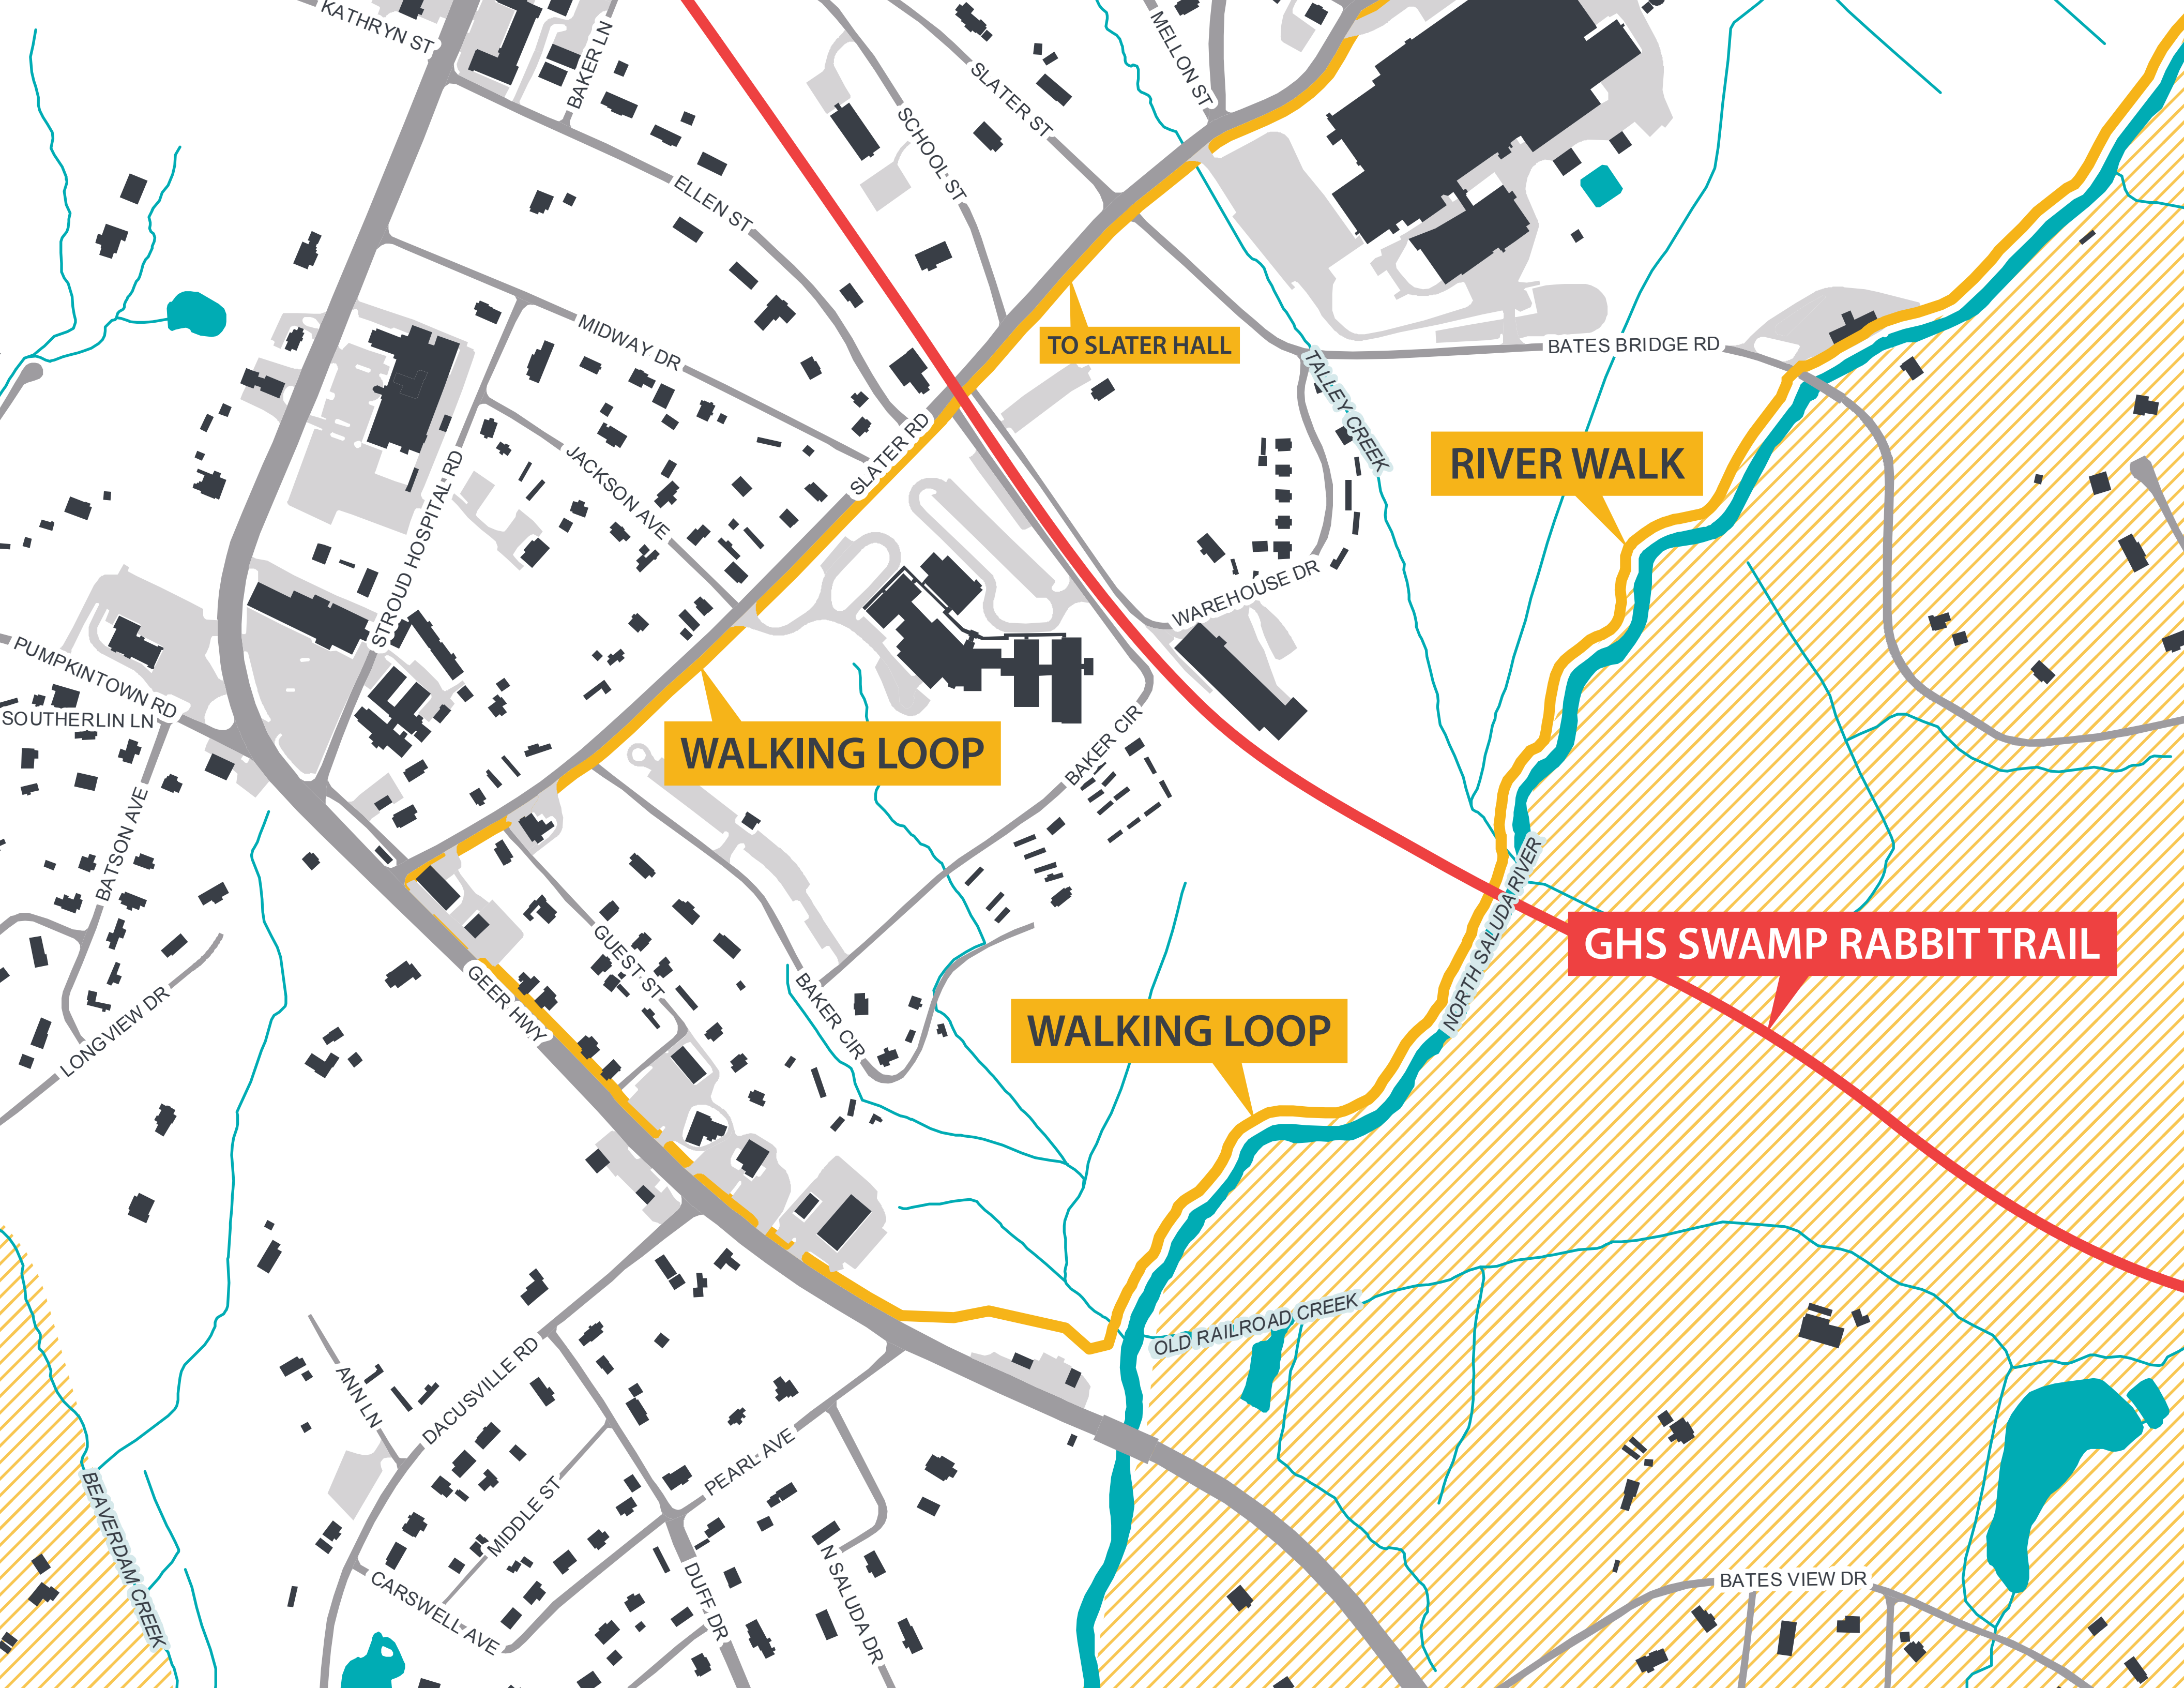 KATHRYN ST
BAKER LN
MELLON ST
SLATER ST
SCHOOL ST
ELLEN ST
MIDWAY DR
TO SLATER HALL
BATES BRIDGE RD
TALLEY CREEK
SLATER RD
JACKSON AVE
RIVER WALK
STROUD HOSPITAL RD
WAREHOUSE DR
PUMPKINTOWN RD
SOUTHERLIN LN
WALKING LOOP
BAKER CIR
BATSON AVE
NORTH SALUDA RIVER
GHS SWAMP RABBIT TRAIL
GUEST ST
GEER HWY
BAKER CIR
LONGVIEW DR
WALKING LOOP
OLD RAILROAD CREEK
ANN LN
DACUSVILLE RD
PEARL AVE
MIDDLE ST
BEAVERDAM CREEK
CARSWELL AVE
DUFF DR
N SALUDA DR
BATES VIEW DR